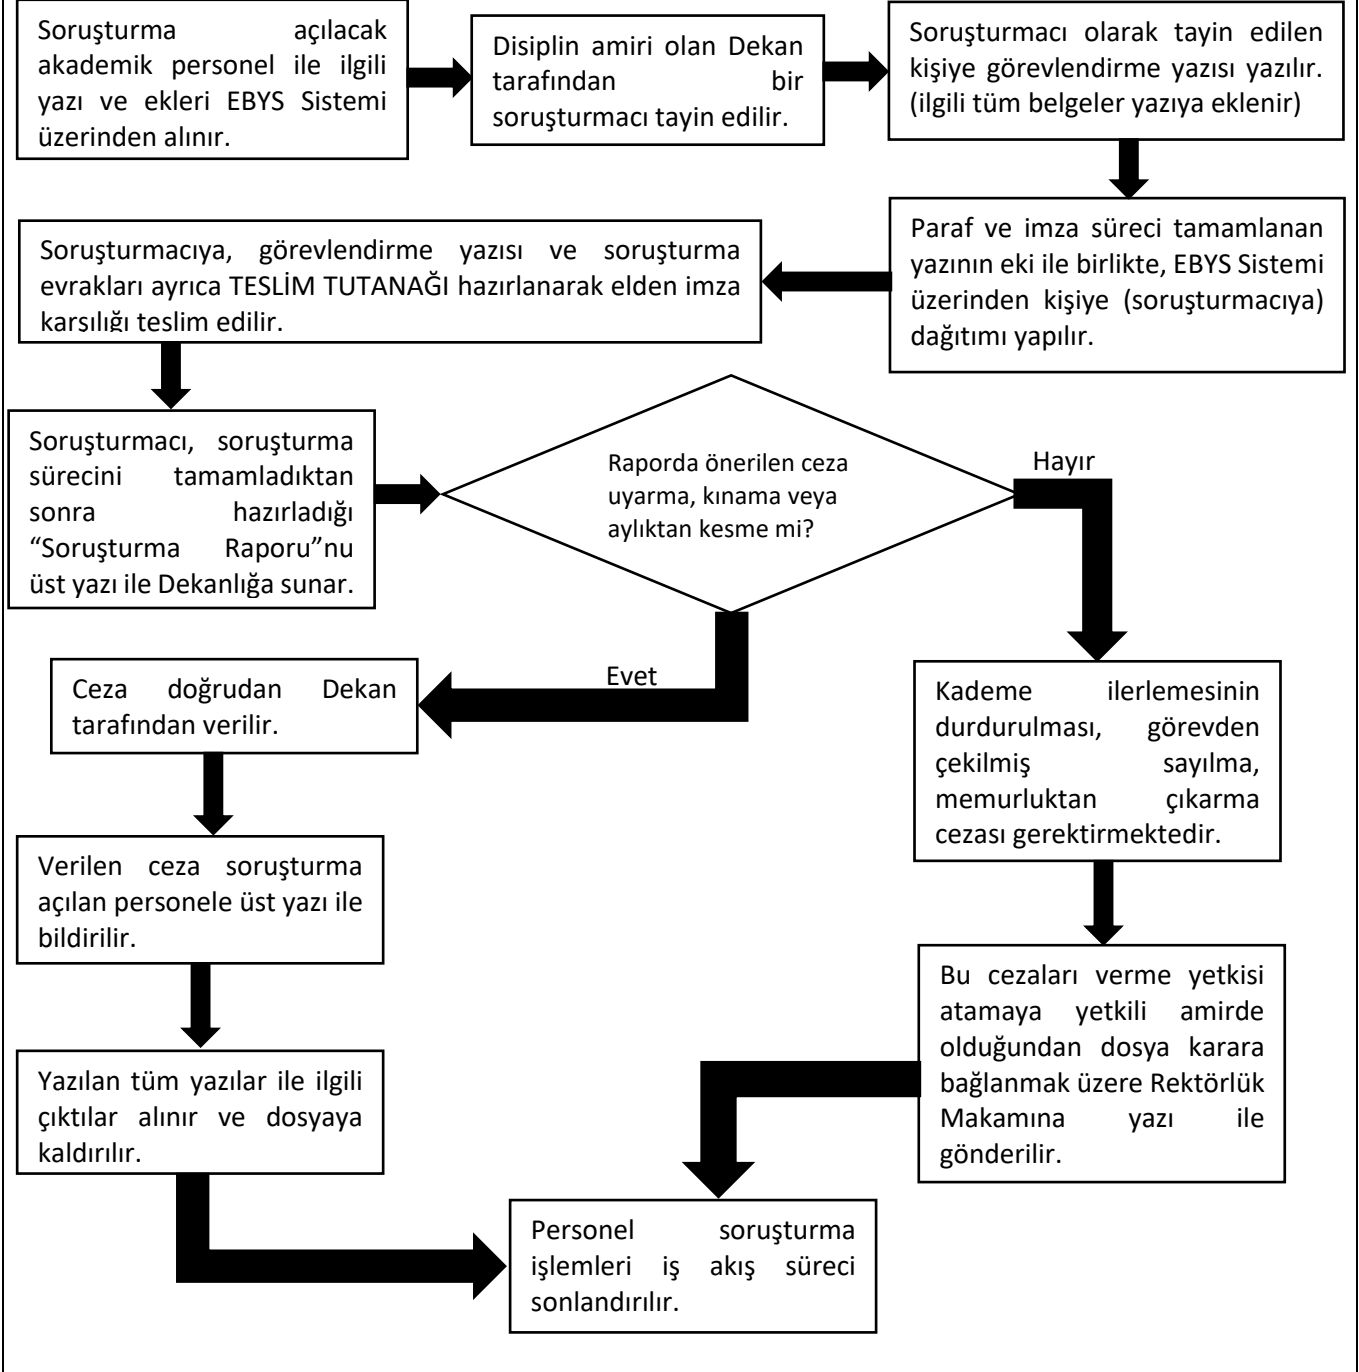 Soruşturma açılacak
akademik personel ile ilgili
yazı ve ekleri EBYS Sistemi
üzerinden alınır.
Disiplin amiri olan Dekan
tarafından bir
soruşturmacı tayin edilir.
Soruşturmacı olarak tayin edilen
kişiye görevlendirme yazısı yazılır.
(ilgili tüm belgeler yazıya eklenir)
Paraf ve imza süreci tamamlanan
yazının eki ile birlikte, EBYS Sistemi
üzerinden kişiye (soruşturmacıya)
dağıtımı yapılır.
Soruşturmacıya, görevlendirme yazısı ve soruşturma
evrakları ayrıca TESLİM TUTANAĞI hazırlanarak elden imza
karşılığı teslim edilir.
Soruşturmacı, soruşturma
sürecini tamamladıktan
sonra hazırladığı
“Soruşturma Raporu”nu
üst yazı ile Dekanlığa sunar.
Raporda önerilen ceza
uyarma, kınama veya
aylıktan kesme mi?
Hayır
Evet
Ceza doğrudan Dekan
tarafından verilir.
Kademe ilerlemesinin
durdurulması, görevden
çekilmiş sayılma,
memurluktan çıkarma
cezası gerektirmektedir.
Verilen ceza soruşturma
açılan personele üst yazı ile
bildirilir.
Bu cezaları verme yetkisi
atamaya yetkili amirde
olduğundan dosya karara
bağlanmak üzere Rektörlük
Makamına yazı ile
gönderilir.
Yazılan tüm yazılar ile ilgili
çıktılar alınır ve dosyaya
kaldırılır.
Personel soruşturma
işlemleri iş akış süreci
sonlandırılır.